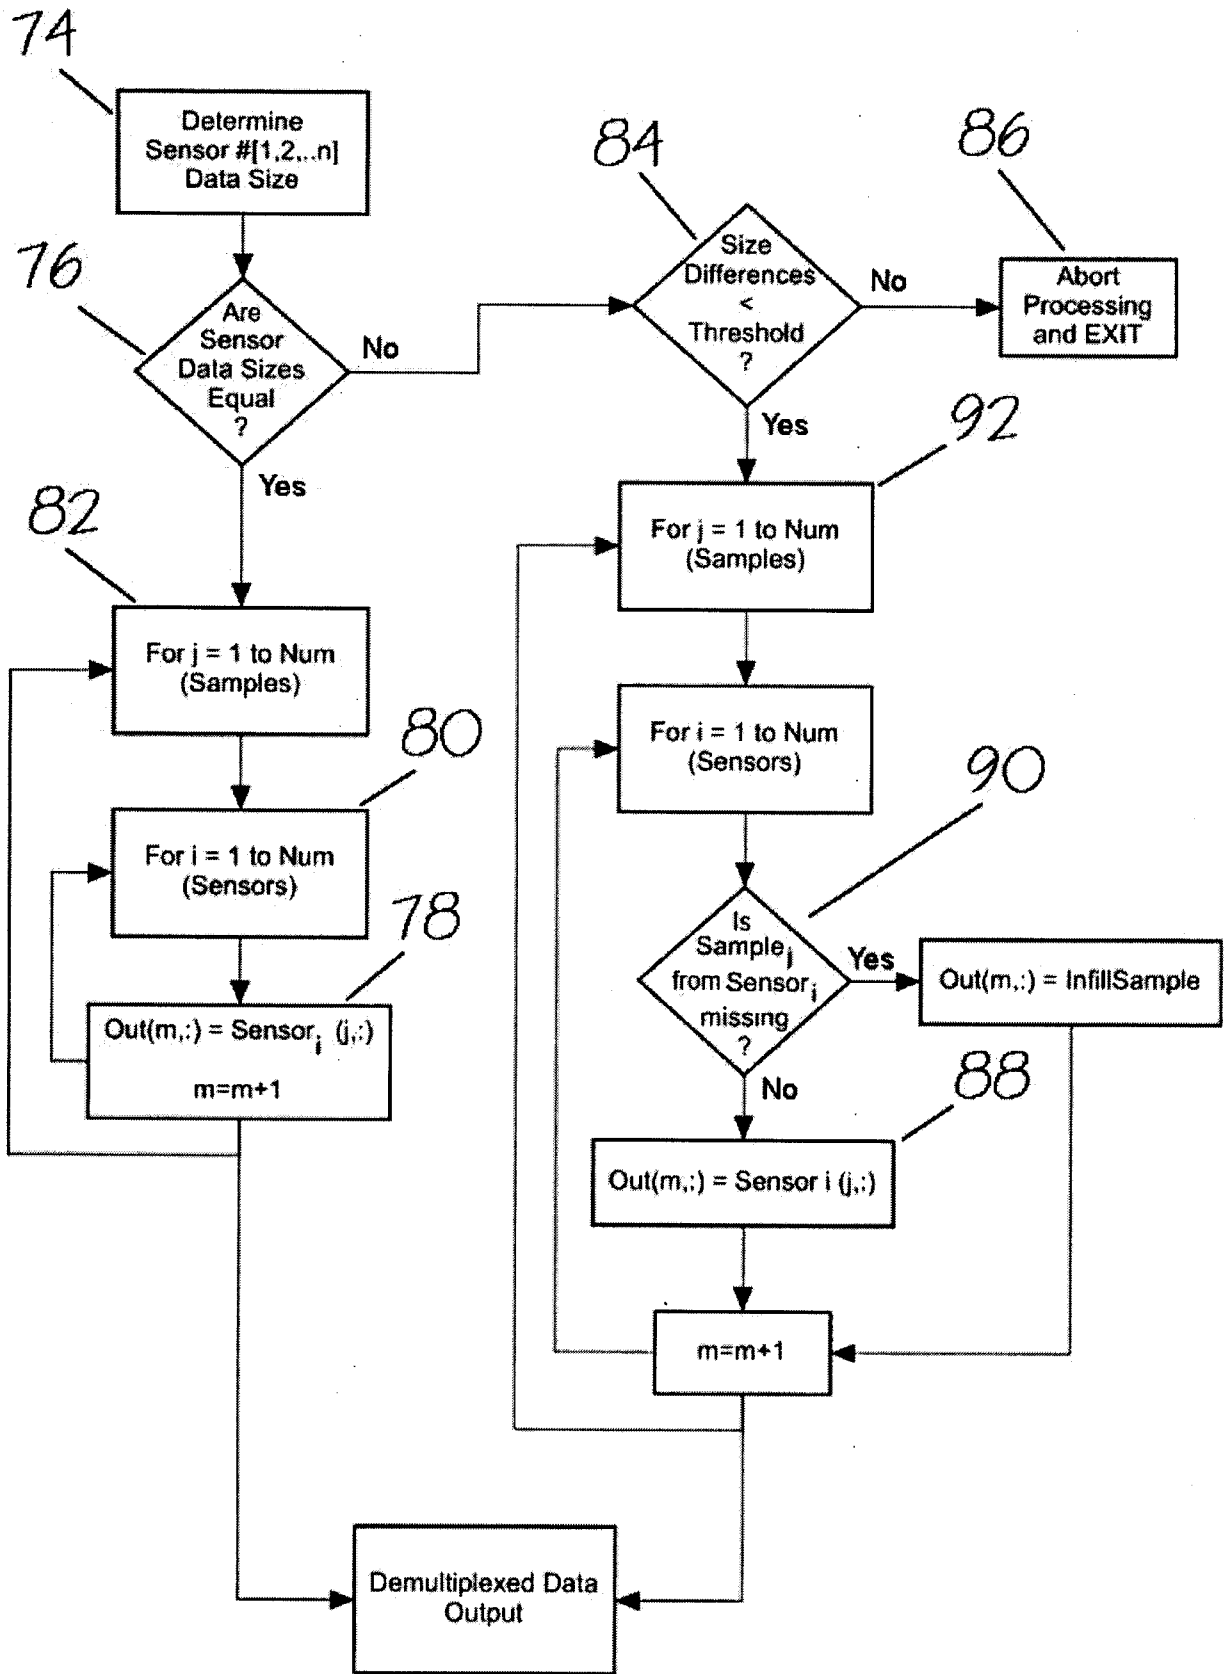 74
Determine
Sensor #[1,2,..n]
Data Size
76
Are
Sensor
Data Sizes
Equal
?
No
Yes
84
Size
Differences
<
Threshold
?
No
Yes
86
Abort
Processing
and EXIT
82
For j = 1 to Num
(Samples)
80
For i = 1 to Num
(Sensors)
78
Out(m,:) = Sensorᵢ (j,:)
m=m+1
92
For j = 1 to Num
(Samples)
For i = 1 to Num
(Sensors)
90
Is
Sampleⱼ
from Sensorᵢ
missing
?
Yes
No
Out(m,:) = InfillSample
88
Out(m,:) = Sensor i (j,:)
m=m+1
Demultiplexed Data
Output